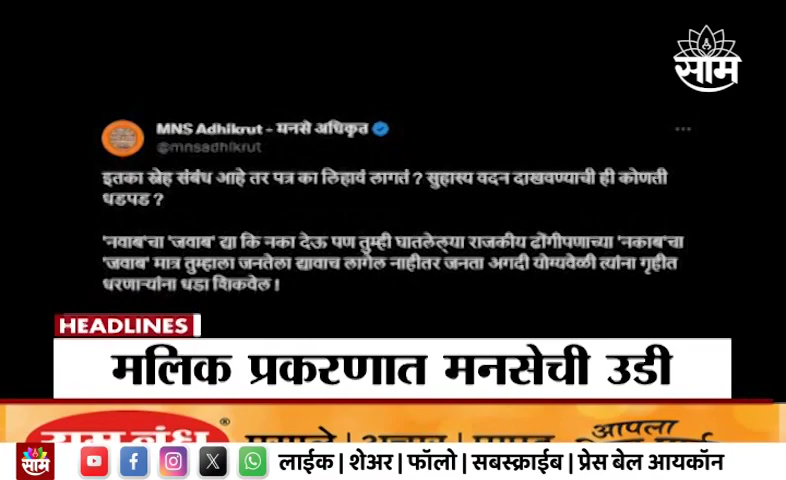 साम
MNS Adhikrut - मनसे अधिकृत
@mnsadhikrut
इतका स्नेह संबंध आहे तर पत्र का लिहावं लागतं ? सुहास्य वदन दाखवण्याची ही कोणती
धडपड ?
'नवाब'चा 'जवाब' द्या कि नका देऊ पण तुम्ही घातलेल्या राजकीय ढोंगीपणाच्या 'नकाब'चा
'जवाब' मात्र तुम्हाला जनतेला द्यावाच लागेल नाहीतर जनता अगदी योग्यवेळी त्यांना गृहीत
धरणाऱ्यांना धडा शिकवेल !
HEADLINES
मलिक प्रकरणात मनसेची उडी
आपला
साम
लाईक | शेअर | फॉलो | सबस्क्राईब | प्रेस बेल आयकॉन